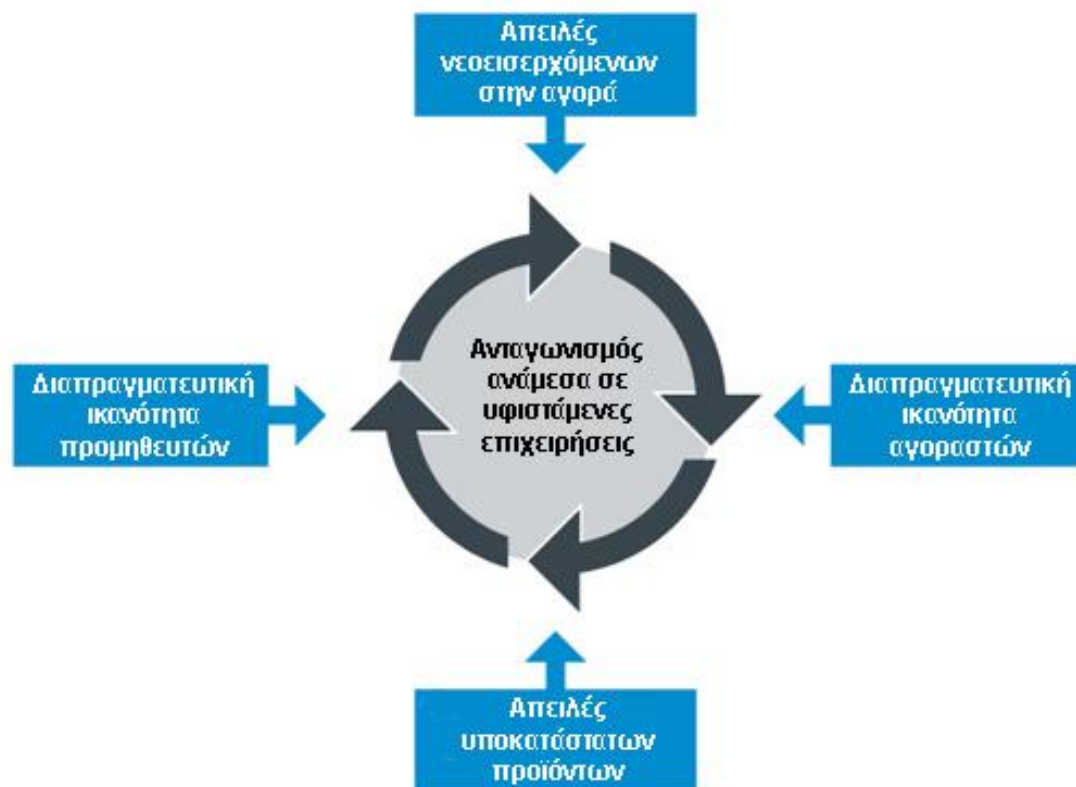 Απειλές
νεοεισερχόμενων
στην αγορά
Διαπραγματευτική
ικανότητα
προμηθευτών
Ανταγωνισμός
ανάμεσα σε
υφιστάμενες
επιχειρήσεις
Διαπραγματευτική
ικανότητα
αγοραστών
Απειλές
υποκατάστατων
προϊόντων